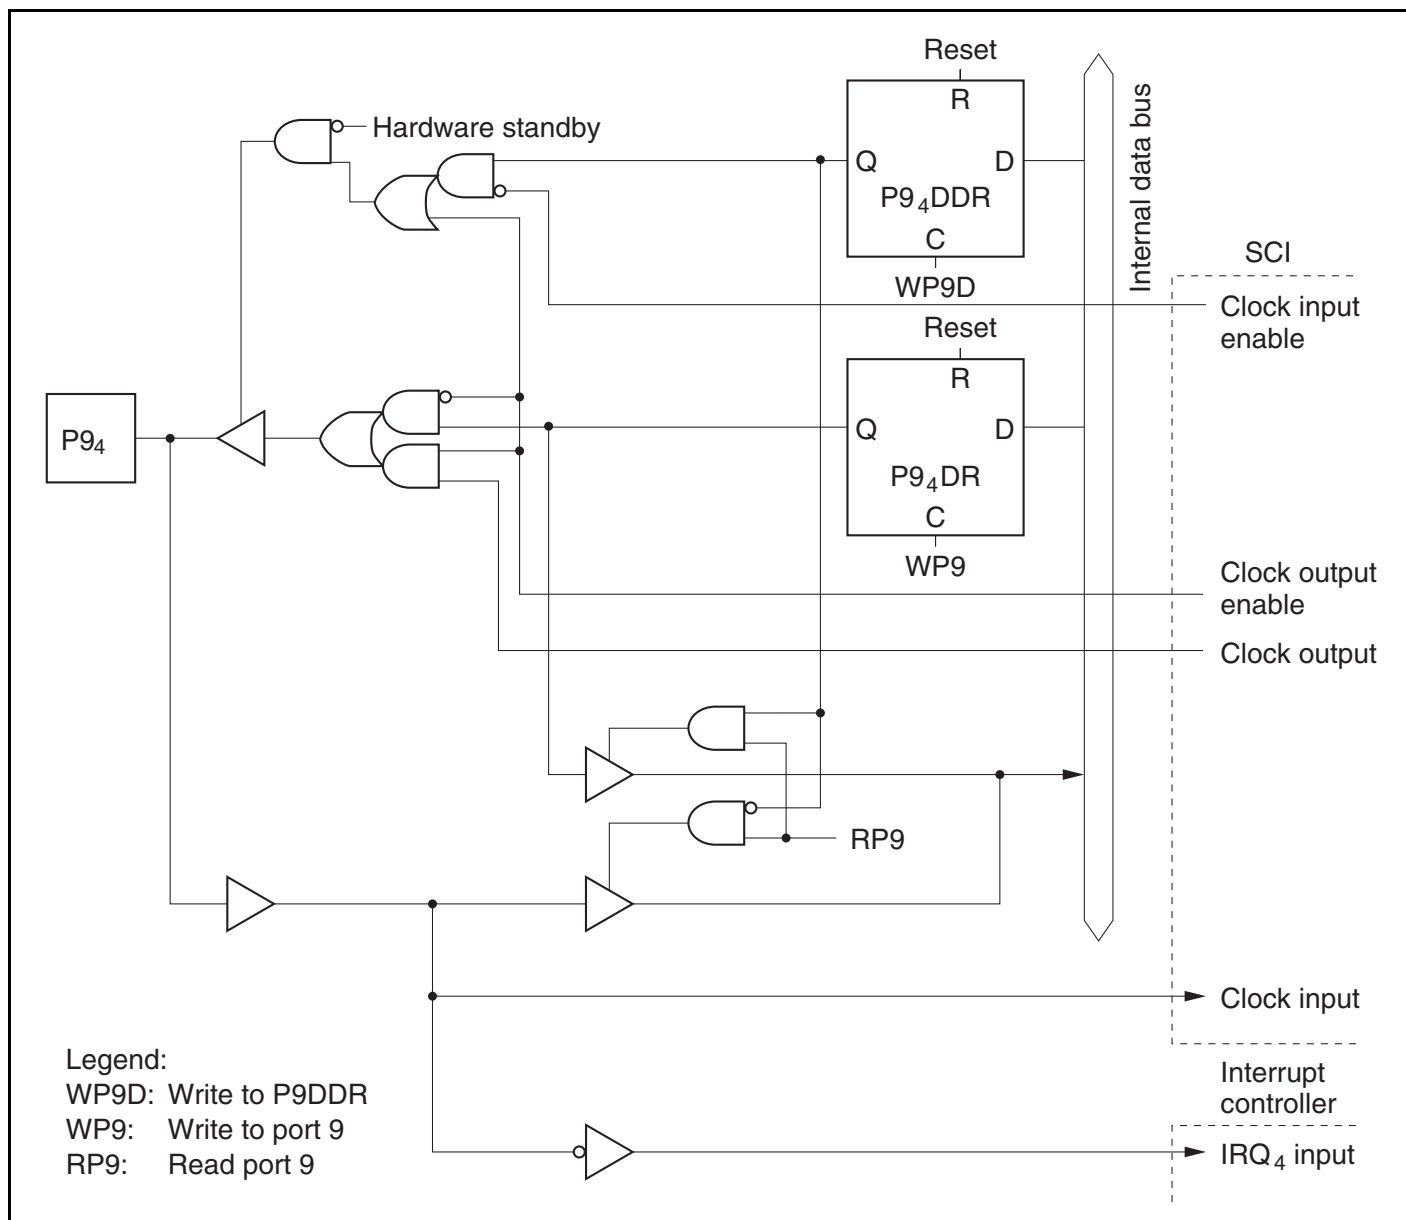 Reset
R
Hardware standby
Q
D
P9₄DDR
C
WP9D
Internal data bus
SCI
Clock input
enable
Reset
R
P9₄
Q
D
P9₄DR
C
WP9
Clock output
enable
Clock output
RP9
Clock input
Legend:
WP9D: Write to P9DDR
WP9: Write to port 9
RP9: Read port 9
Interrupt
controller
IRQ₄ input